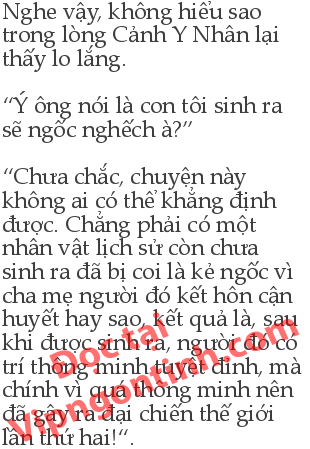 Nghe vậy, không hiểu sao
trong lòng Cảnh Y Nhân lại
thấy lo lắng.
“Ý ông nói là con tôi sinh ra
sẽ ngốc nghếch à?”
“Chưa chắc, chuyện này
không ai có thể khẳng định
được. Chẳng phải có một
nhân vật lịch sử còn chưa
sinh ra đã bị coi là kẻ ngốc vì
cha mẹ người đó kết hôn cận
huyết hay sao, kết quả là, sau
khi được sinh ra, người đó có
trí thông minh tuyệt đỉnh, mà
chính vì quá thông minh nên
đã gây ra đại chiến thế giới
lần thứ hai!“.
Đọc tại
Vipngontinh.com